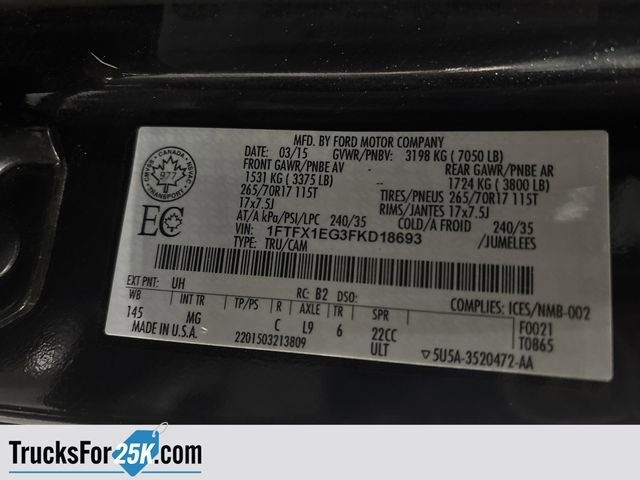 MFD. BY FORD MOTOR COMPANY
DATE: 03/15 GVWR/PNBV: 3198 KG ( 7050 LB)
FRONT GAWR/PNBE AV REAR GAWR/PNBE AR
1531 KG ( 3375 LB) 1724 KG ( 3800 LB)
265/70R17 115T TIRES/PNEUS 265/70R17 115T
17x7.5J RIMS/JANTES 17x7.5J
AT/A kPa/PSI/LPC 240/35 COLD/A FROID 240/35
VIN: 1FTFX1EG3FKD18693 /JUMELEES
TYPE: TRU/CAM
CANADA
977
EC
EXT PNT: UH RC: B2 DSO: COMPLIES: ICES/NMB-002
WB INT TR TP/PS R AXLE TR SPR F0021
145 MG C L9 6 22CC T0865
MADE IN U.S.A. 2201503213809 ULT ▽5U5A-3520472-AA
TrucksFor25K.com